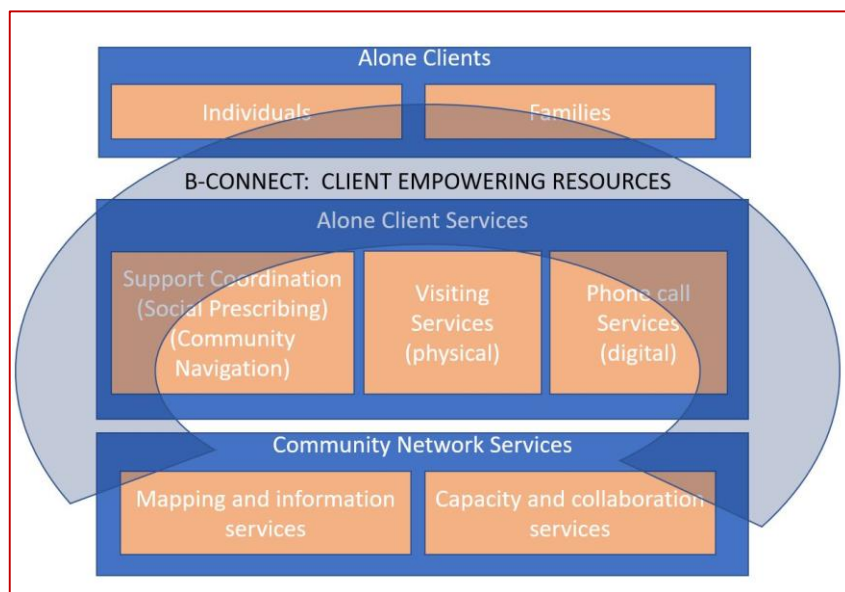 Alone Clients
Individuals
Families
B-CONNECT: CLIENT EMPOWERING RESOURCES
Alone Client Services
Support Coordination
(Social Prescribing)
(Community
Navigation)
Visiting
Services
(physical)
Phone call
Services
(digital)
Community Network Services
Mapping and information
services
Capacity and collaboration
services